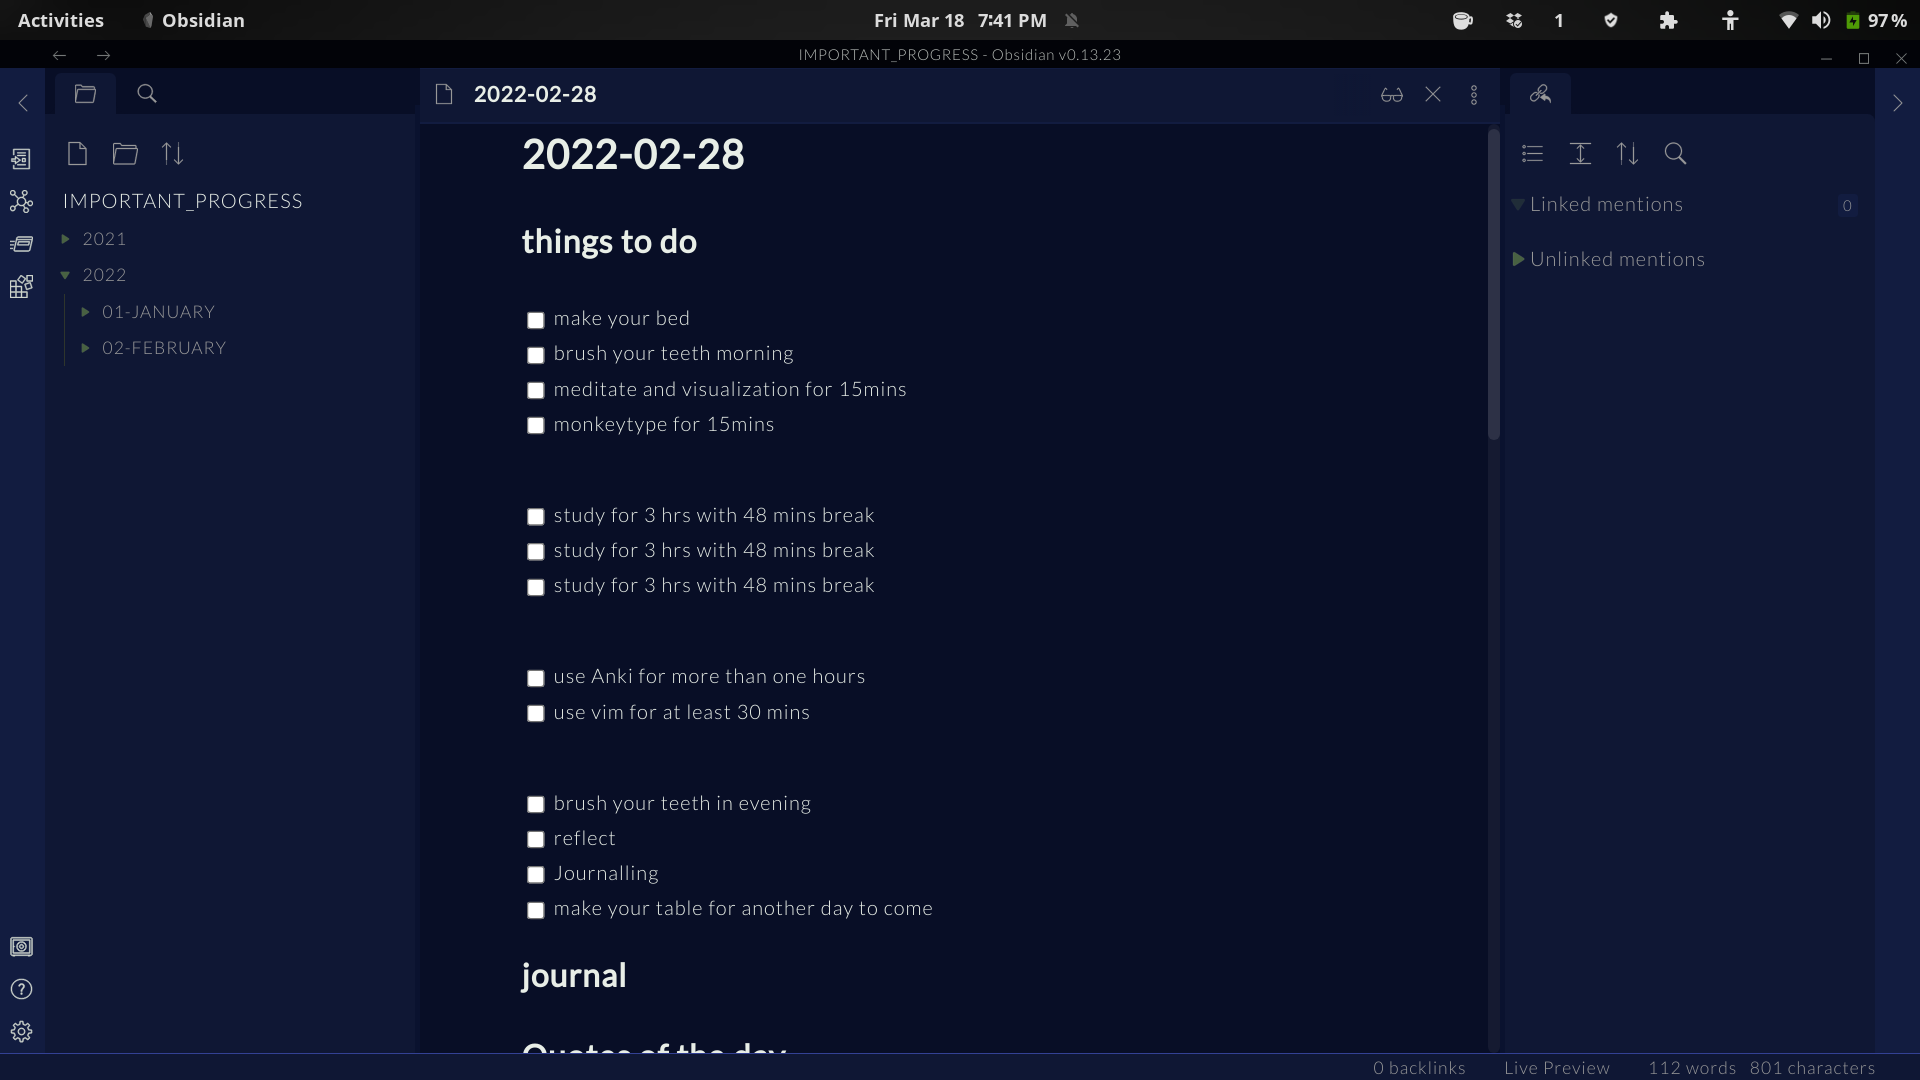 Activities Obsidian Fri Mar 18 7:41 PM 1 97 %
IMPORTANT_PROGRESS - Obsidian v0.13.23
2022-02-28
IMPORTANT_PROGRESS
2021
2022
01-JANUARY
02-FEBRUARY
2022-02-28
things to do
make your bed
brush your teeth morning
meditate and visualization for 15mins
monkeytype for 15mins
study for 3 hrs with 48 mins break
study for 3 hrs with 48 mins break
study for 3 hrs with 48 mins break
use Anki for more than one hours
use vim for at least 30 mins
brush your teeth in evening
reflect
Journalling
make your table for another day to come
journal
Quotes of the day
Linked mentions 0
Unlinked mentions
0 backlinks Live Preview 112 words 801 characters